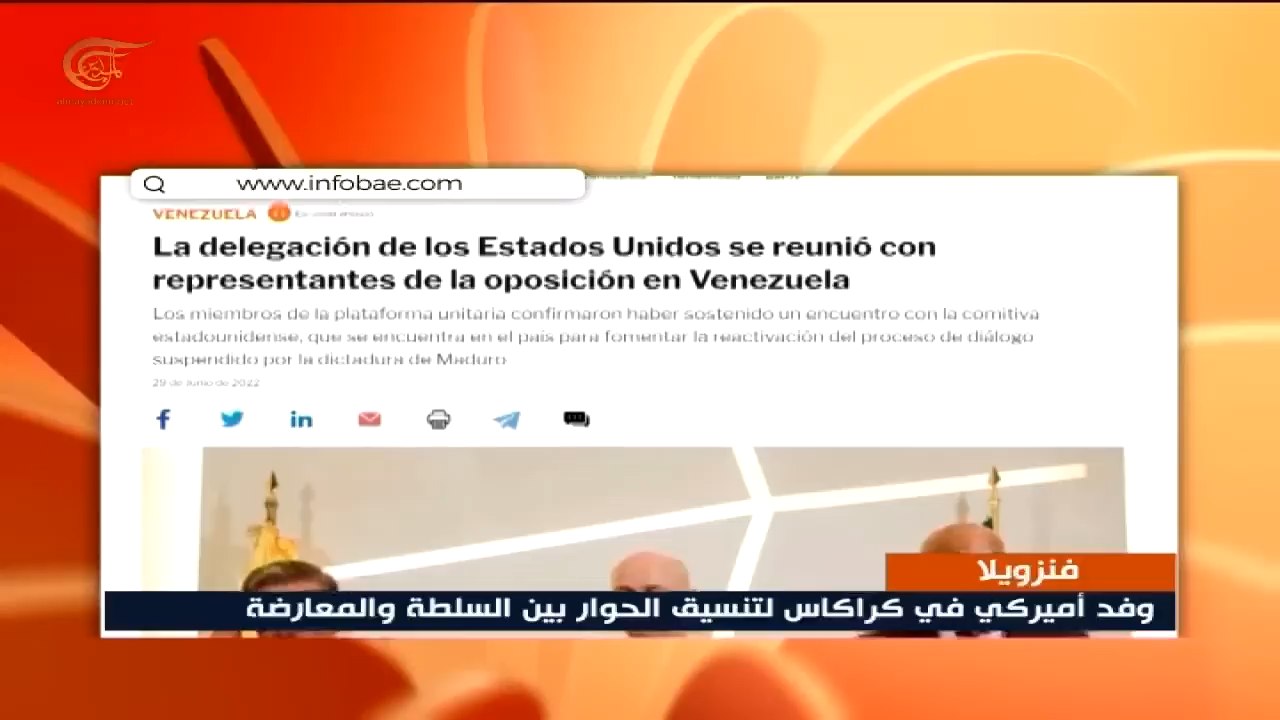 الميادين
almayadeen.net
www.infobae.com
VENEZUELA
La delegación de los Estados Unidos se reunió con
representantes de la oposición en Venezuela
Los miembros de la plataforma unitaria confirmaron haber sostenido un encuentro con la comitiva
estadounidense, que se encuentra en el país para fomentar la reactivación del proceso de diálogo
suspendido por la dictadura de Maduro
29 de Junio de 2022
فنزويلا
وفد أميركي في كراكاس لتنسيق الحوار بين السلطة والمعارضة